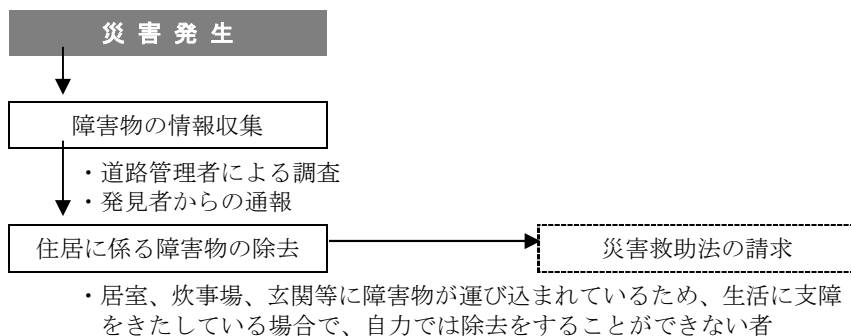 災 害 発 生
障害物の情報収集
・道路管理者による調査
・発見者からの通報
住居に係る障害物の除去
災害救助法の請求
・居室、炊事場、玄関等に障害物が運び込まれているため、生活に支障
をきたしている場合で、自力では除去をすることができない者